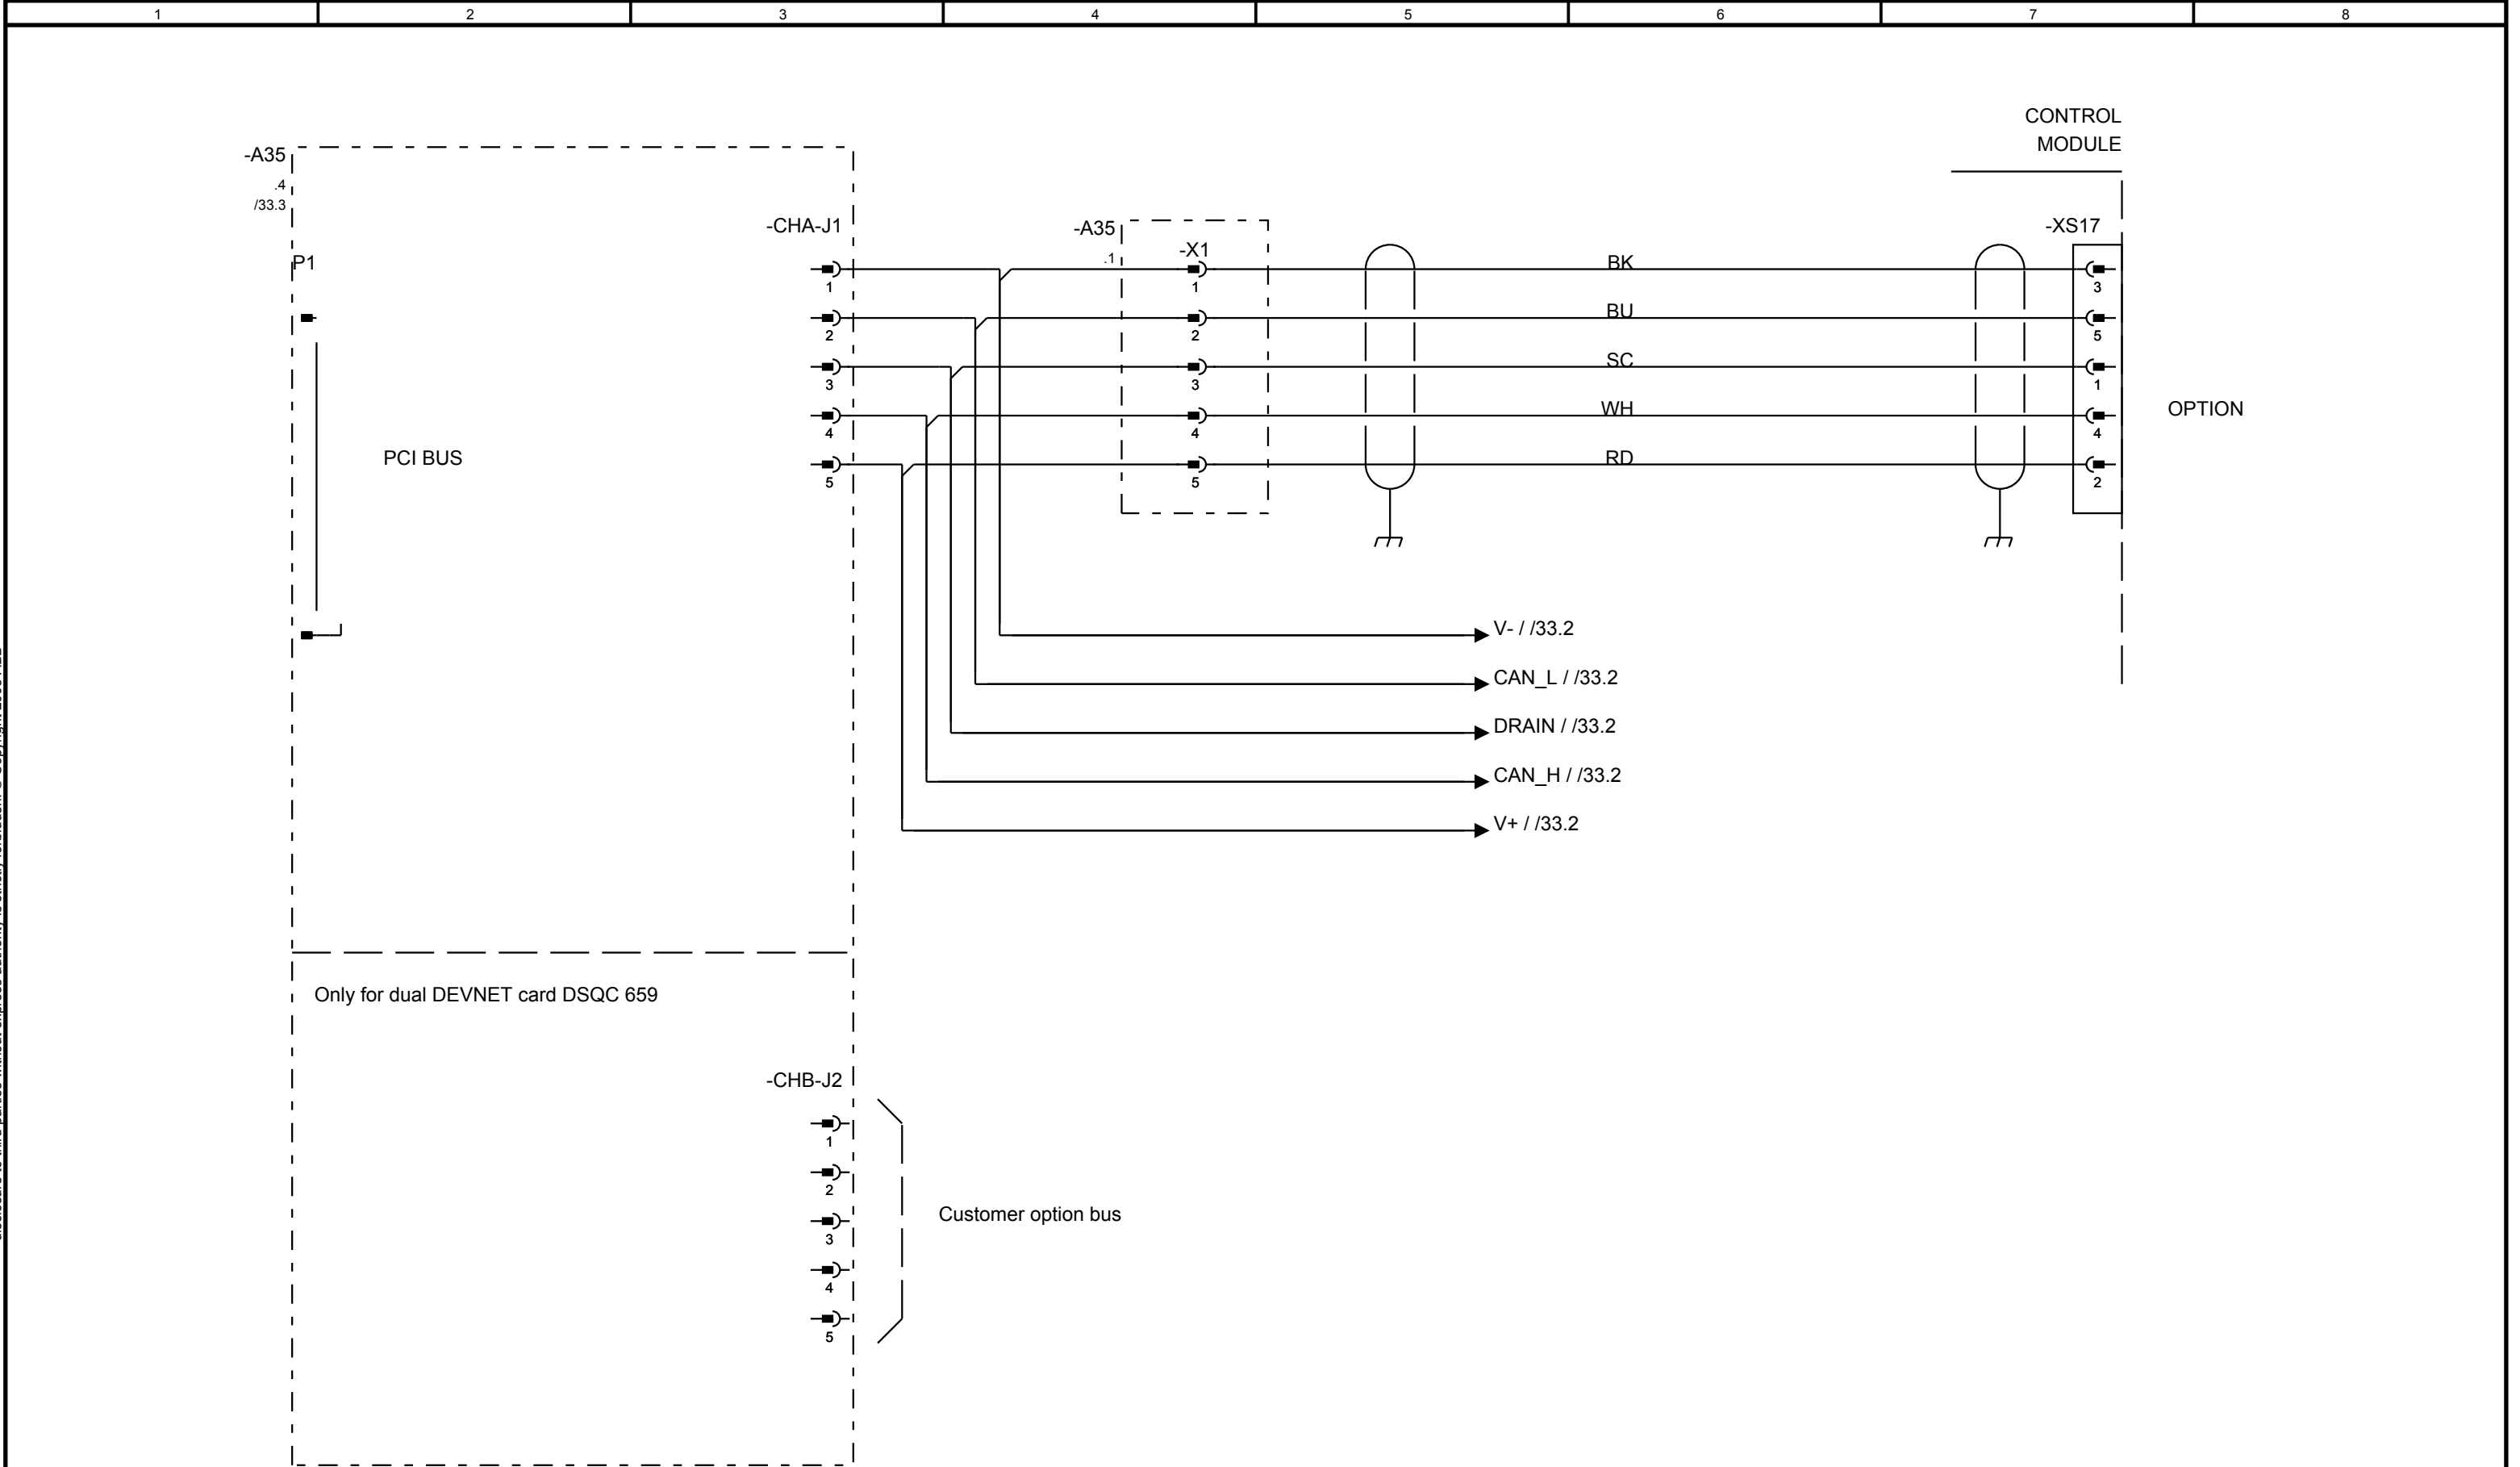 1 2 3 4 5 6 7 8
CONTROL
MODULE
-A35
.4
/33.3
-CHA-J1
-A35
.1
-X1
-XS17
P1
BK
1 1 3
BU
2 2 5
SC
3 3 1
WH
OPTION
4 4 4
PCI BUS
RD
5 5 2
V- / /33.2
CAN_L / /33.2
DRAIN / /33.2
CAN_H / /33.2
V+ / /33.2
Only for dual DEVNET card DSQC 659
-CHB-J2
1
2
Customer option bus
3
4
5